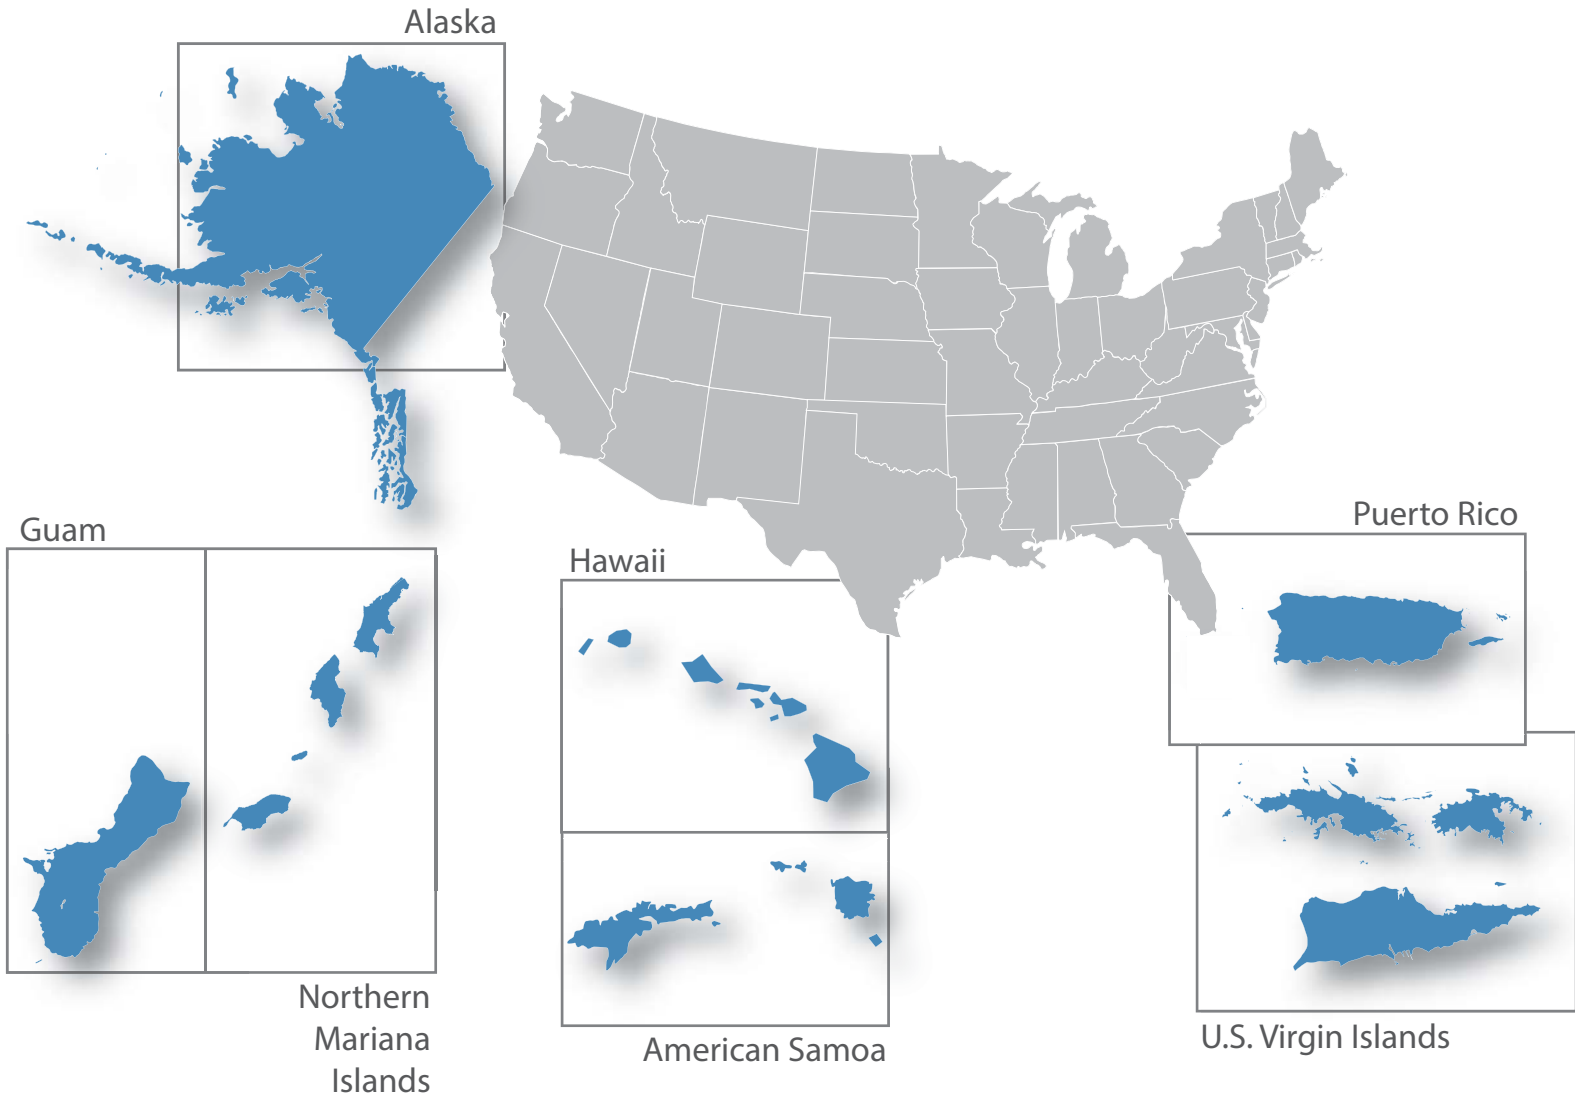 Alaska
Guam
Hawaii
Puerto Rico
Northern
Mariana
Islands
American Samoa
U.S. Virgin Islands